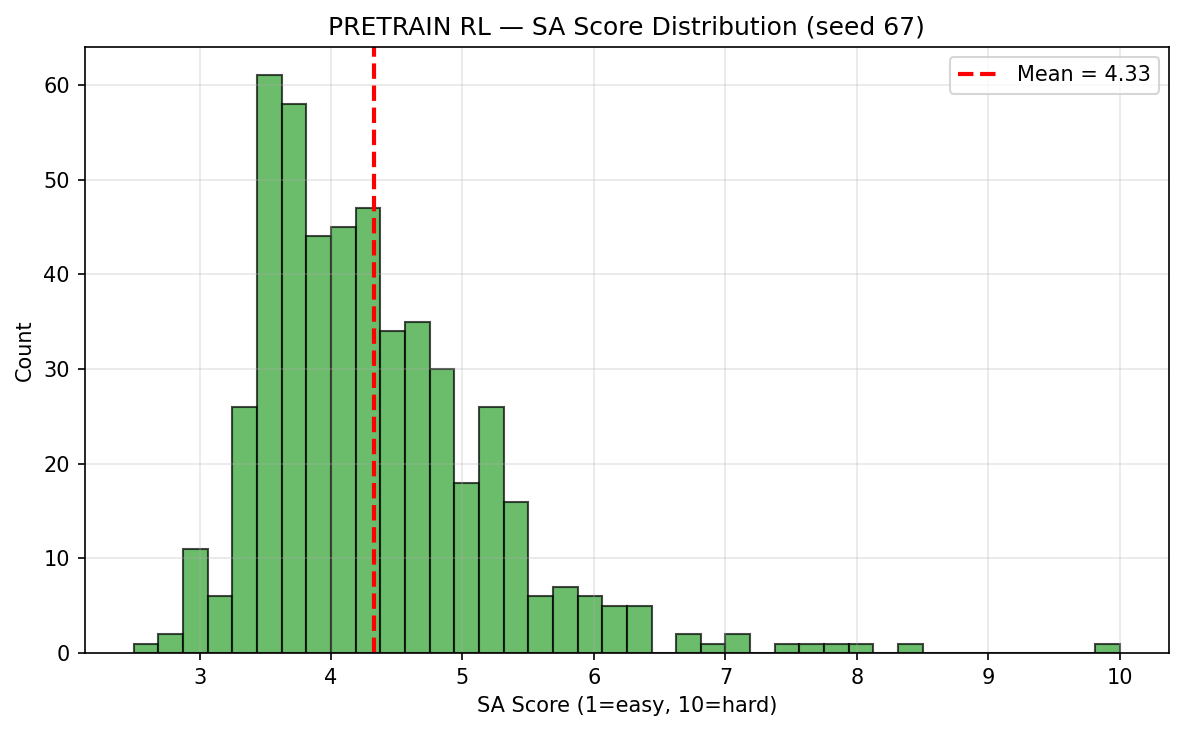 PRETRAIN RL — SA Score Distribution (seed 67)
Mean = 4.33
Count
60
50
40
30
20
10
0
3 4 5 6 7 8 9 10
SA Score (1=easy, 10=hard)